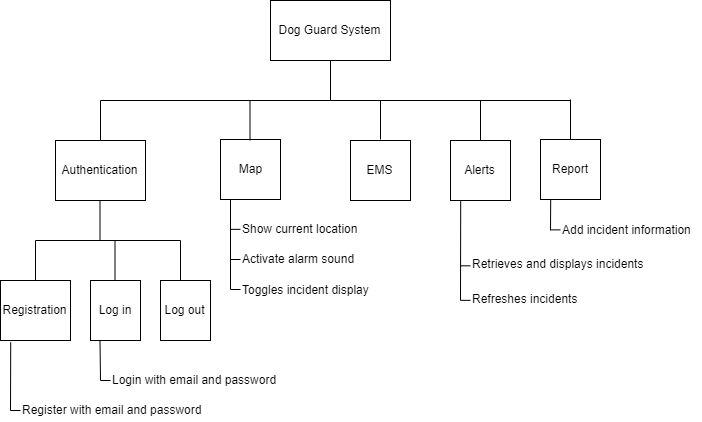 Dog Guard System
Authentication
Map
EMS
Alerts
Report
Show current location
Activate alarm sound
Toggles incident display
Add incident information
Retrieves and displays incidents
Refreshes incidents
Registration
Log in
Log out
Login with email and password
Register with email and password